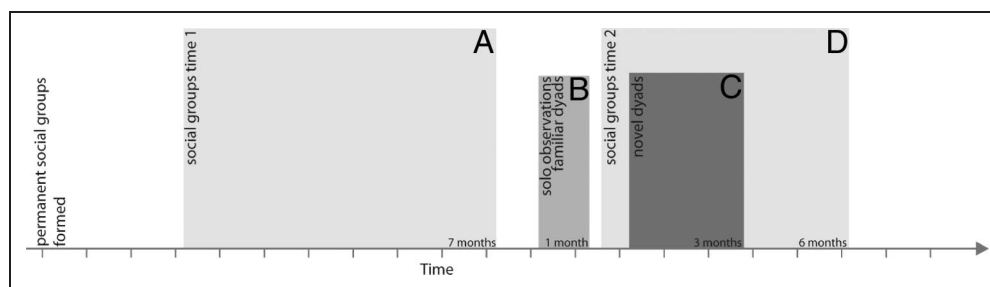 permanent social groups
formed
social groups time 1
A
7 months
solo observations
familiar dyads
B
1 month
social groups time 2
novel dyads
C
3 months
D
6 months
Time